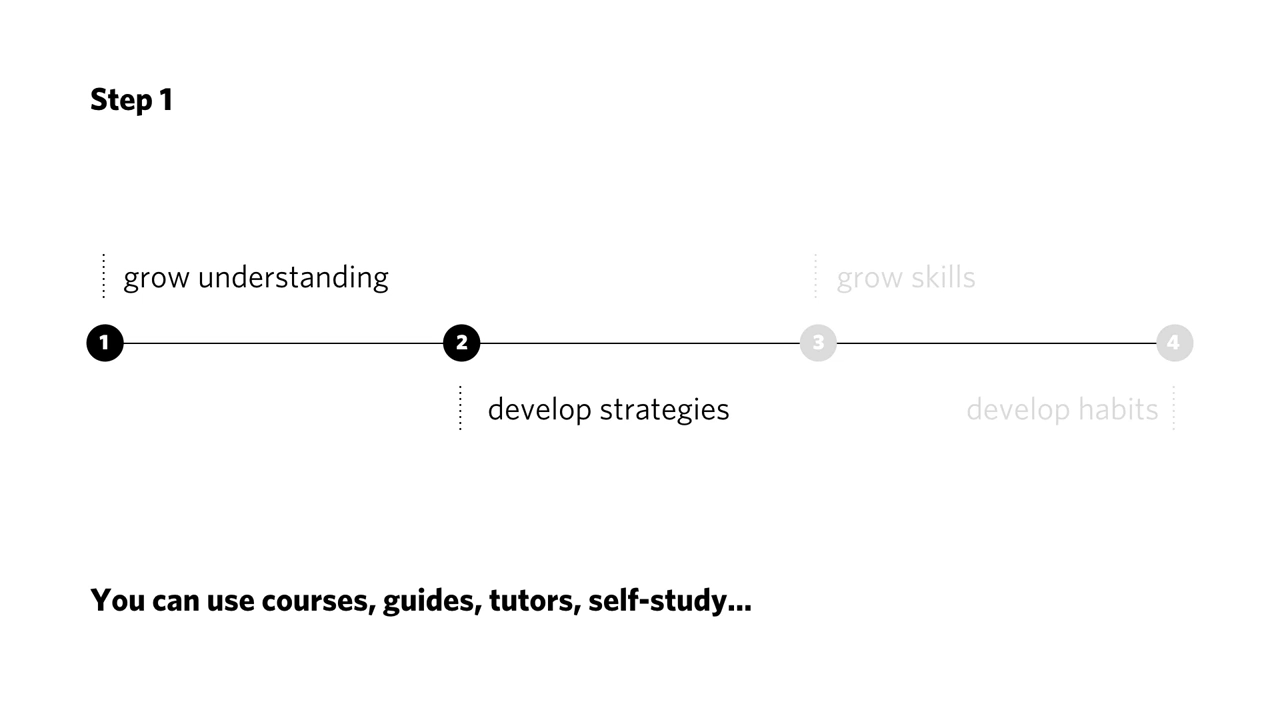 Step 1
grow understanding
grow skills
1
2
3
4
develop strategies
develop habits
You can use courses, guides, tutors, self-study...